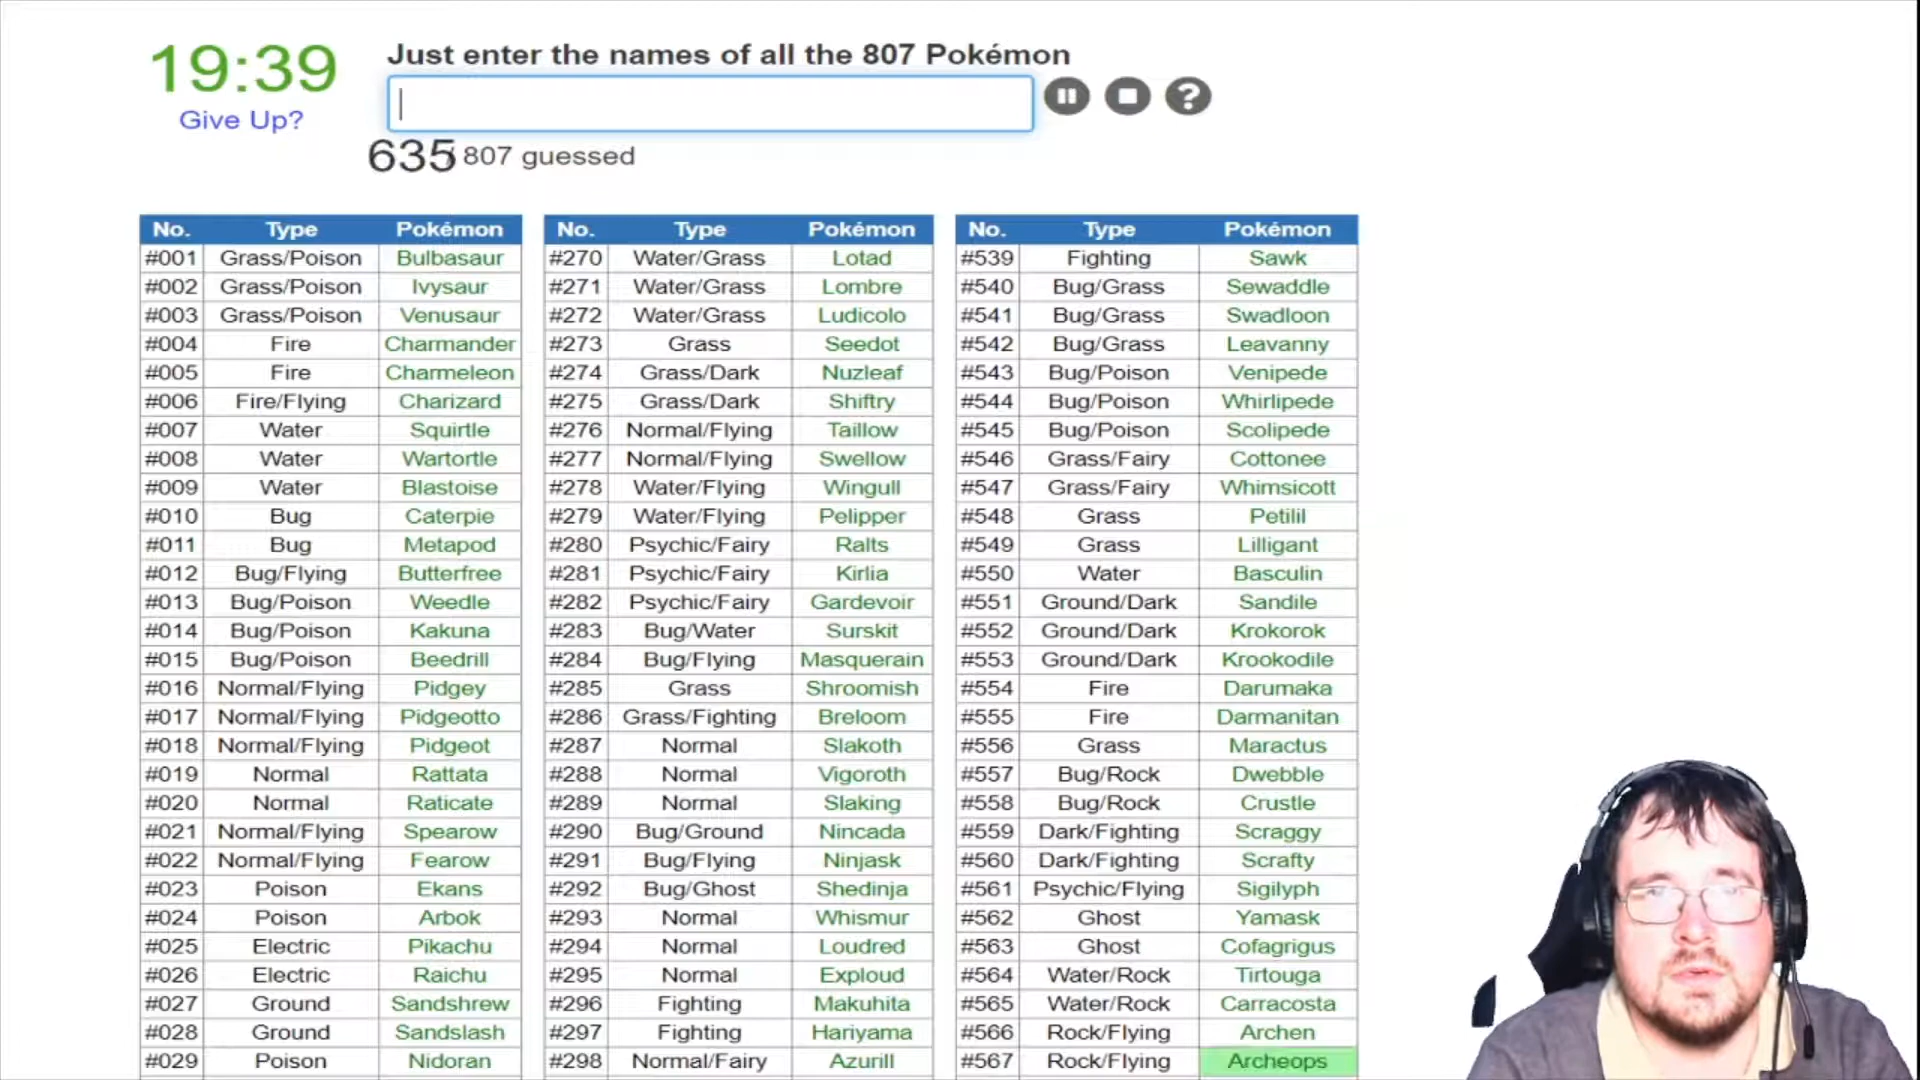 19:39
Give Up?
Just enter the names of all the 807 Pokémon
635/ 807 guessed
No. Type Pokémon No. Type Pokémon No. Type Pokémon
#001 Grass/Poison Bulbasaur #270 Water/Grass Lotad #539 Fighting Sawk
#002 Grass/Poison Ivysaur #271 Water/Grass Lombre #540 Bug/Grass Sewaddle
#003 Grass/Poison Venusaur #272 Water/Grass Ludicolo #541 Bug/Grass Swadloon
#004 Fire Charmander #273 Grass Seedot #542 Bug/Grass Leavanny
#005 Fire Charmeleon #274 Grass/Dark Nuzleaf #543 Bug/Poison Venipede
#006 Fire/Flying Charizard #275 Grass/Dark Shiftry #544 Bug/Poison Whirlipede
#007 Water Squirtle #276 Normal/Flying Taillow #545 Bug/Poison Scolipede
#008 Water Wartortle #277 Normal/Flying Swellow #546 Grass/Fairy Cottonee
#009 Water Blastoise #278 Water/Flying Wingull #547 Grass/Fairy Whimsicott
#010 Bug Caterpie #279 Water/Flying Pelipper #548 Grass Petilil
#011 Bug Metapod #280 Psychic/Fairy Ralts #549 Grass Lilligant
#012 Bug/Flying Butterfree #281 Psychic/Fairy Kirlia #550 Water Basculin
#013 Bug/Poison Weedle #282 Psychic/Fairy Gardevoir #551 Ground/Dark Sandile
#014 Bug/Poison Kakuna #283 Bug/Water Surskit #552 Ground/Dark Krokorok
#015 Bug/Poison Beedrill #284 Bug/Flying Masquerain #553 Ground/Dark Krookodile
#016 Normal/Flying Pidgey #285 Grass Shroomish #554 Fire Darumaka
#017 Normal/Flying Pidgeotto #286 Grass/Fighting Breloom #555 Fire Darmanitan
#018 Normal/Flying Pidgeot #287 Normal Slakoth #556 Grass Maractus
#019 Normal Rattata #288 Normal Vigoroth #557 Bug/Rock Dwebble
#020 Normal Raticate #289 Normal Slaking #558 Bug/Rock Crustle
#021 Normal/Flying Spearow #290 Bug/Ground Nincada #559 Dark/Fighting Scraggy
#022 Normal/Flying Fearow #291 Bug/Flying Ninjask #560 Dark/Fighting Scrafty
#023 Poison Ekans #292 Bug/Ghost Shedinja #561 Psychic/Flying Sigilyph
#024 Poison Arbok #293 Normal Whismur #562 Ghost Yamask
#025 Electric Pikachu #294 Normal Loudred #563 Ghost Cofagrigus
#026 Electric Raichu #295 Normal Exploud #564 Water/Rock Tirtouga
#027 Ground Sandshrew #296 Fighting Makuhita #565 Water/Rock Carracosta
#028 Ground Sandslash #297 Fighting Hariyama #566 Rock/Flying Archen
#029 Poison Nidoran #298 Normal/Fairy Azurill #567 Rock/Flying Archeops